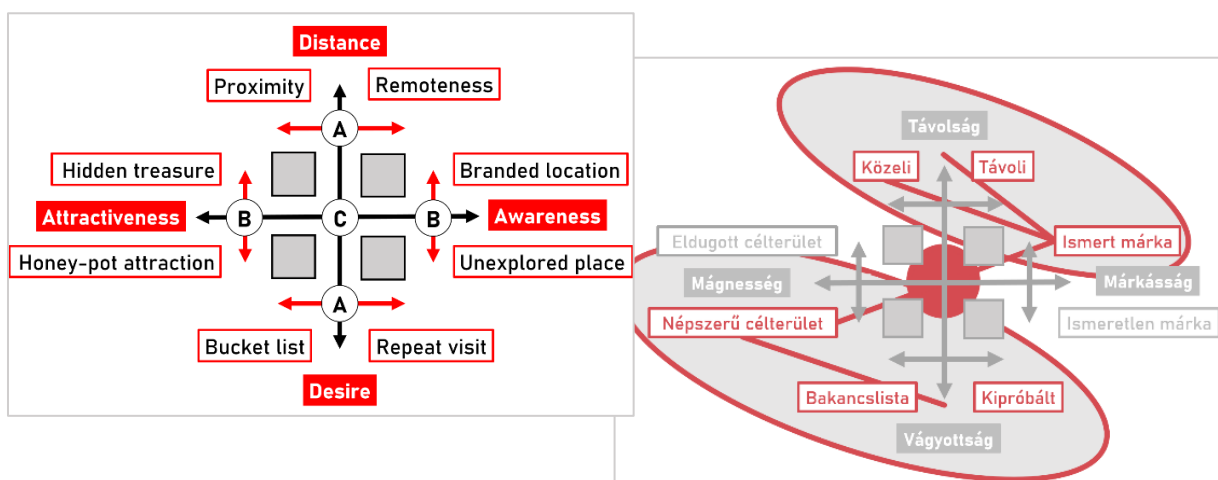 Distance
Proximity
Remoteness
A
Hidden treasure
Branded location
Attractiveness
B
C
B
Awareness
Honey-pot attraction
Unexplored place
A
Bucket list
Repeat visit
Desire
Távolság
Közeli
Távoli
Eldugott célterület
Ismert márka
Mágnesség
Márkásság
Népszerű célterület
Ismeretlen márka
Bakancslista
Kipróbált
Vágyottság